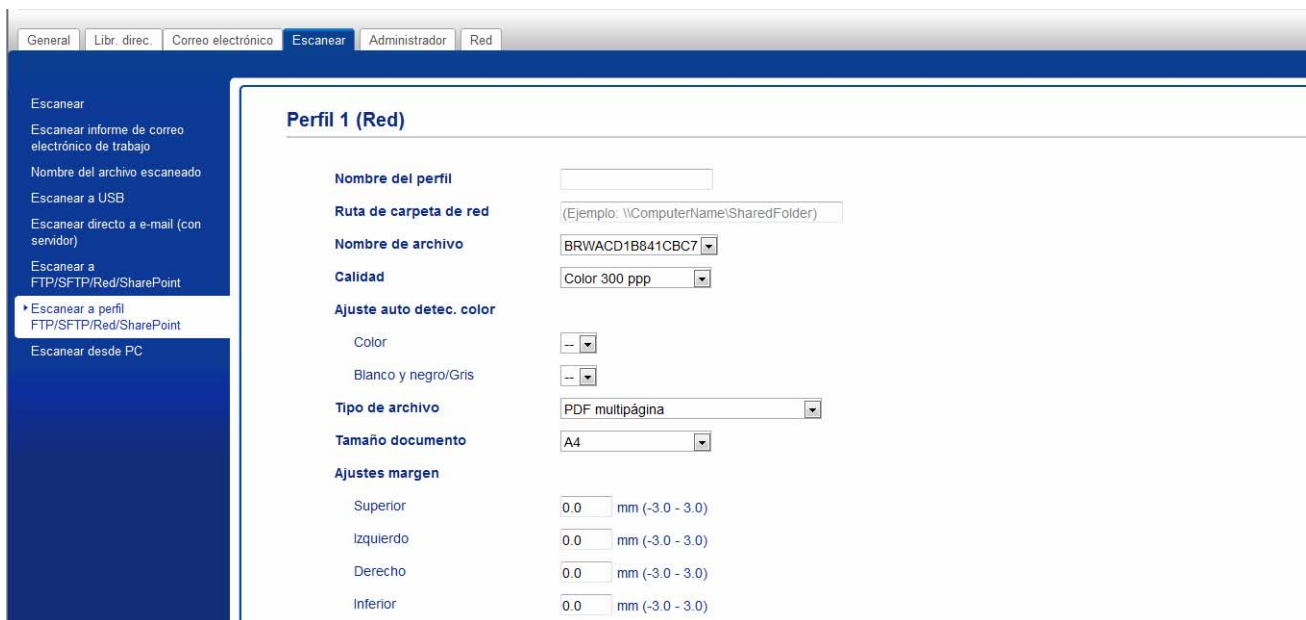 General Libr. direc. Correo electrónico Escanear Administrador Red
Escanear
Escanear informe de correo
electrónico de trabajo
Nombre del archivo escaneado
Escanear a USB
Escanear directo a e-mail (con
servidor)
Escanear a
FTP/SFTP/Red/SharePoint
Escanear a perfil
FTP/SFTP/Red/SharePoint
Escanear desde PC
Perfil 1 (Red)
Nombre del perfil
Ruta de carpeta de red (Ejemplo: \\ComputerName\SharedFolder)
Nombre de archivo BRWACD1B841CBC7
Calidad Color 300 ppp
Ajuste auto detec. color
Color --
Blanco y negro/Gris --
Tipo de archivo PDF multipágina
Tamaño documento A4
Ajustes margen
Superior 0.0 mm (-3.0 - 3.0)
Izquierdo 0.0 mm (-3.0 - 3.0)
Derecho 0.0 mm (-3.0 - 3.0)
Inferior 0.0 mm (-3.0 - 3.0)